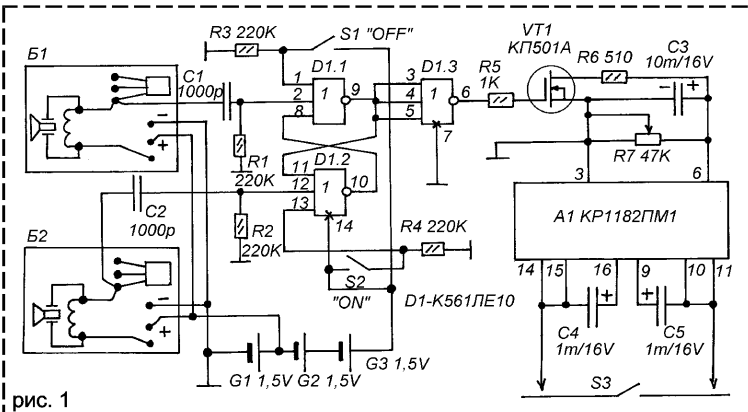 Б1
C1
1000p
R3 220K
S1 "OFF"
D1.1
D1.3
VT1
КП501А
R6 510
C3
10m/16V
R5
1K
1
2
8
1
9
3
4
5
1
6
7
−
+
−
+
R1
220K
D1.2
R7 47K
11
12
13
1
10
14
R2
220K
C2
1000p
R4 220K
3
6
A1 КР1182ПМ1
Б2
S2
"ON"
D1-К561ЛЕ10
14
15
16
9
10
11
−
+
+
+
C4
1m/16V
C5
1m/16V
G1 1,5V
G2 1,5V
G3 1,5V
S3
рис. 1